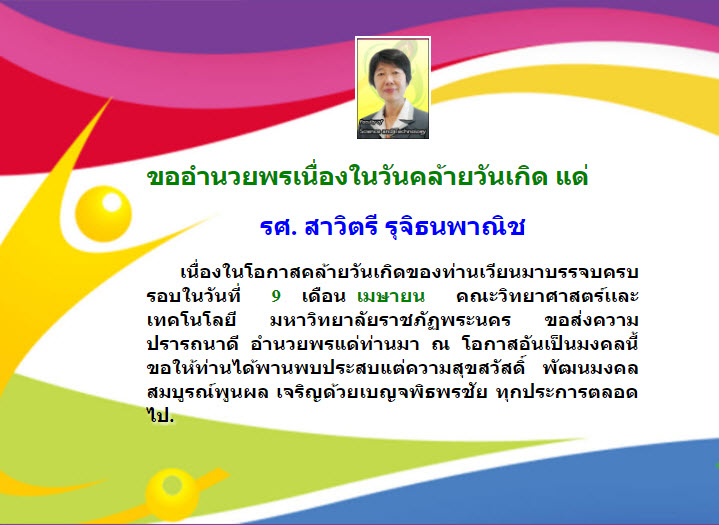 Faculty of
Science and Technology
ขออำนวยพรเนื่องในวันคล้ายวันเกิด แด่
รศ. สาวิตรี รุจิธนพาณิช
เนื่องในโอกาสคล้ายวันเกิดของท่านเวียนมาบรรจบครบ
รอบในวันที่ 9 เดือน เมษายน คณะวิทยาศาสตร์และ
เทคโนโลยี มหาวิทยาลัยราชภัฏพระนคร ขอส่งความ
ปรารถนาดี อำนวยพรแด่ท่านมา ณ โอกาสอันเป็นมงคลนี้
ขอให้ท่านได้พานพบประสบแต่ความสุขสวัสดิ์ พัฒนมงคล
สมบูรณ์พูนผล เจริญด้วยเบญจพิธพรชัย ทุกประการตลอด
ไป.